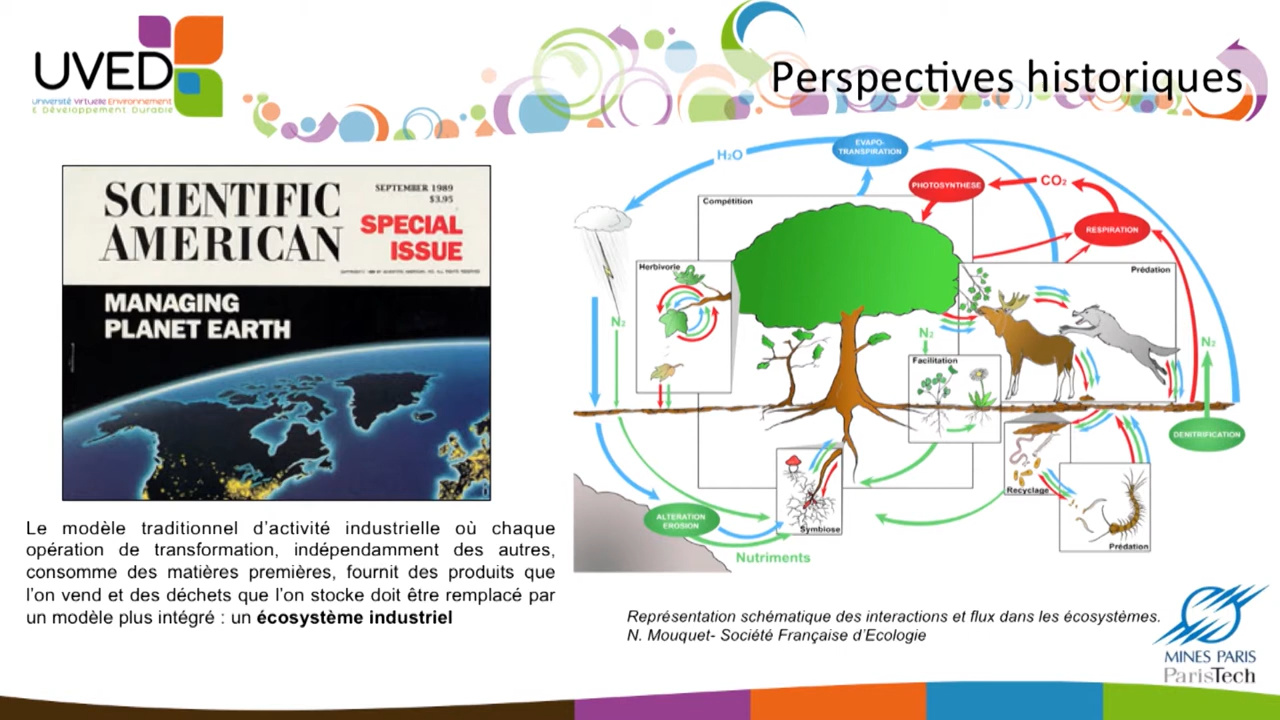 UVED
Université Virtuelle Environnement
& Développement Durable
Perspectives historiques
SCIENTIFIC
AMERICAN
SEPTEMBER 1989
$3.95
SPECIAL
ISSUE
MANAGING
PLANET EARTH
Le modèle traditionnel d'activité industrielle où chaque
opération de transformation, indépendamment des autres,
consomme des matières premières, fournit des produits que
l'on vend et des déchets que l'on stocke doit être remplacé par
un modèle plus intégré : un écosystème industriel
H₂O
EVAPO-
TRANSPIRATION
PHOTOSYNTHESE
CO₂
RESPIRATION
Compétition
Herbivorie
Prédation
N₂
N₂
N₂
Facilitation
DENITRIFICATION
Recyclage
Symbiose
Prédation
ALTERATION
EROSION
Nutriments
Représentation schématique des interactions et flux dans les écosystèmes.
N. Mouquet- Société Française d'Ecologie
MINES PARIS
ParisTech